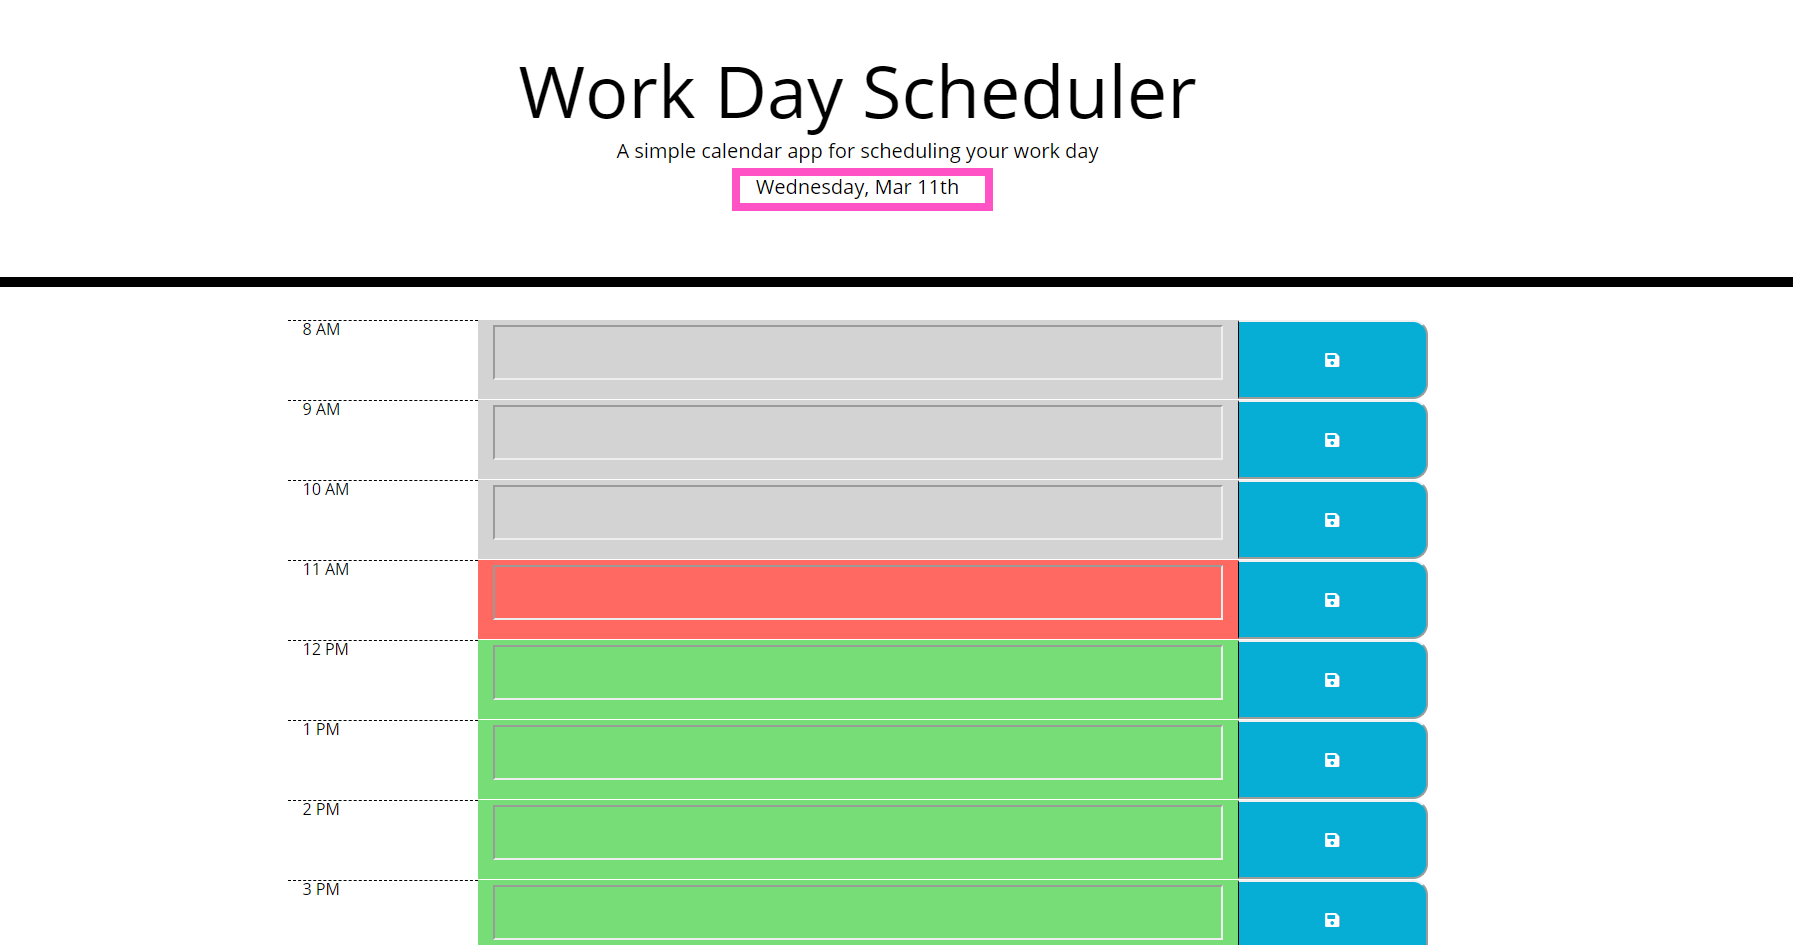 Work Day Scheduler
A simple calendar app for scheduling your work day
Wednesday, Mar 11th
8 AM
9 AM
10 AM
11 AM
12 PM
1 PM
2 PM
3 PM